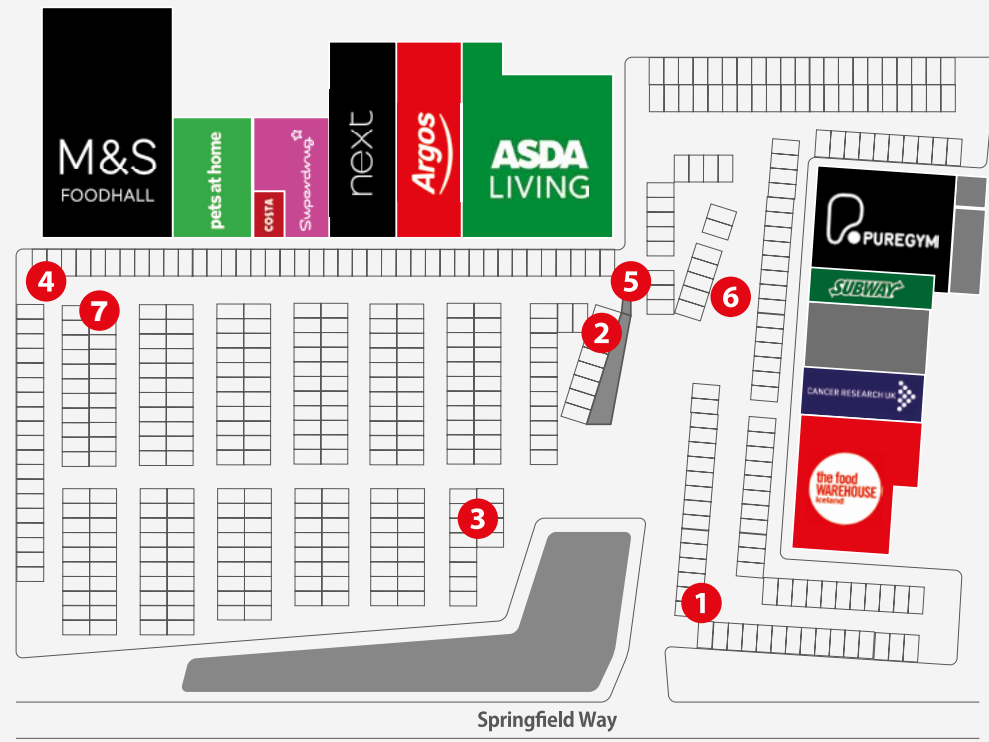 M&S
FOODHALL
pets at home
COSTA
Superdrug
next
Argos
ASDA
LIVING
PUREGYM
SUBWAY
CANCER RESEARCH UK
the food
WAREHOUSE
Iceland
4
7
5
2
6
3
1
Springfield Way